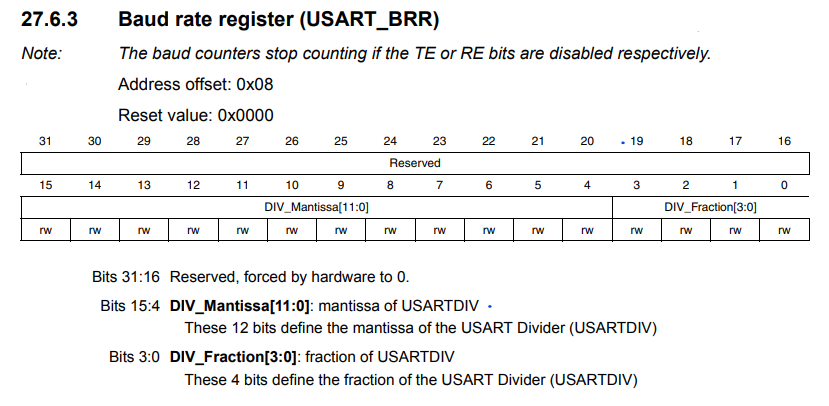 27.6.3 Baud rate register (USART_BRR)
Note: The baud counters stop counting if the TE or RE bits are disabled respectively.
Address offset: 0x08
Reset value: 0x0000
31 30 29 28 27 26 25 24 23 22 21 20 19 18 17 16
Reserved
15 14 13 12 11 10 9 8 7 6 5 4 3 2 1 0
DIV_Mantissa[11:0] DIV_Fraction[3:0]
rw rw rw rw rw rw rw rw rw rw rw rw rw rw rw rw
Bits 31:16 Reserved, forced by hardware to 0.
Bits 15:4 DIV_Mantissa[11:0]: mantissa of USARTDIV
These 12 bits define the mantissa of the USART Divider (USARTDIV)
Bits 3:0 DIV_Fraction[3:0]: fraction of USARTDIV
These 4 bits define the fraction of the USART Divider (USARTDIV)